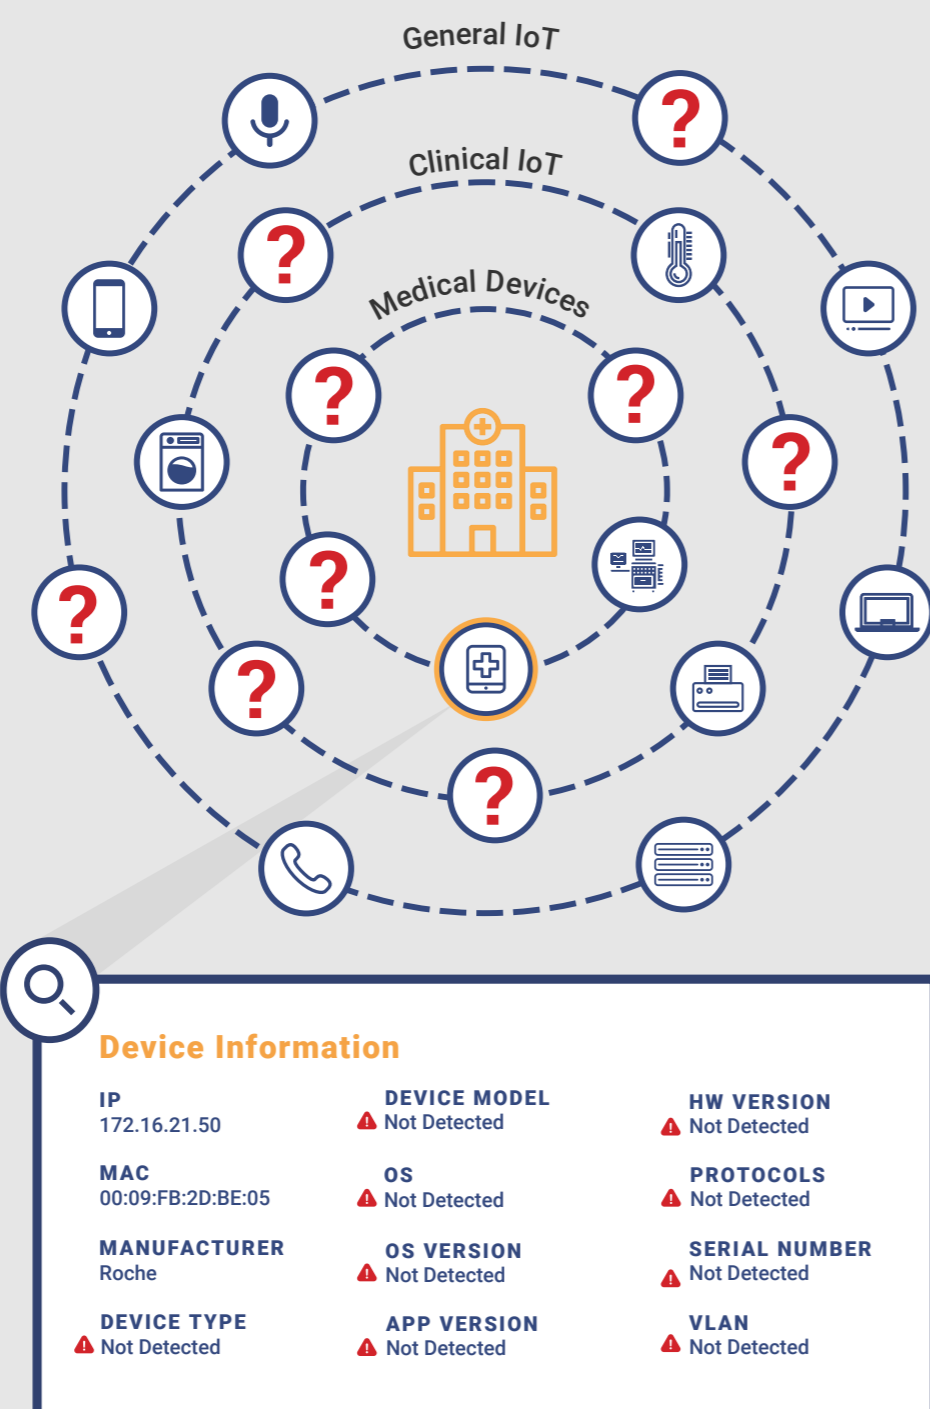 General IoT
Clinical IoT
Medical Devices
?
?
?
?
?
?
?
?
?
Device Information
IP
172.16.21.50
MAC
00:09:FB:2D:BE:05
MANUFACTURER
Roche
DEVICE TYPE
Not Detected
DEVICE MODEL
Not Detected
OS
Not Detected
OS VERSION
Not Detected
APP VERSION
Not Detected
HW VERSION
Not Detected
PROTOCOLS
Not Detected
SERIAL NUMBER
Not Detected
VLAN
Not Detected